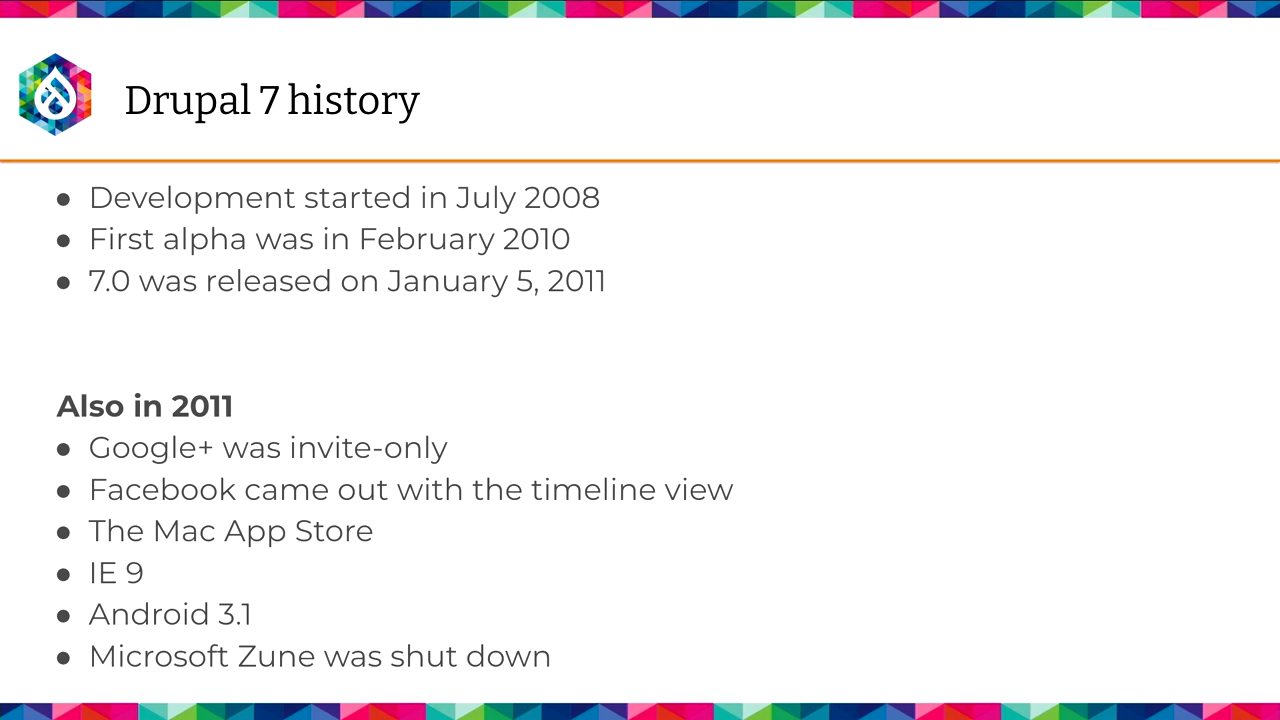 Drupal 7 history
● Development started in July 2008
● First alpha was in February 2010
● 7.0 was released on January 5, 2011
Also in 2011
● Google+ was invite-only
● Facebook came out with the timeline view
● The Mac App Store
● IE 9
● Android 3.1
● Microsoft Zune was shut down